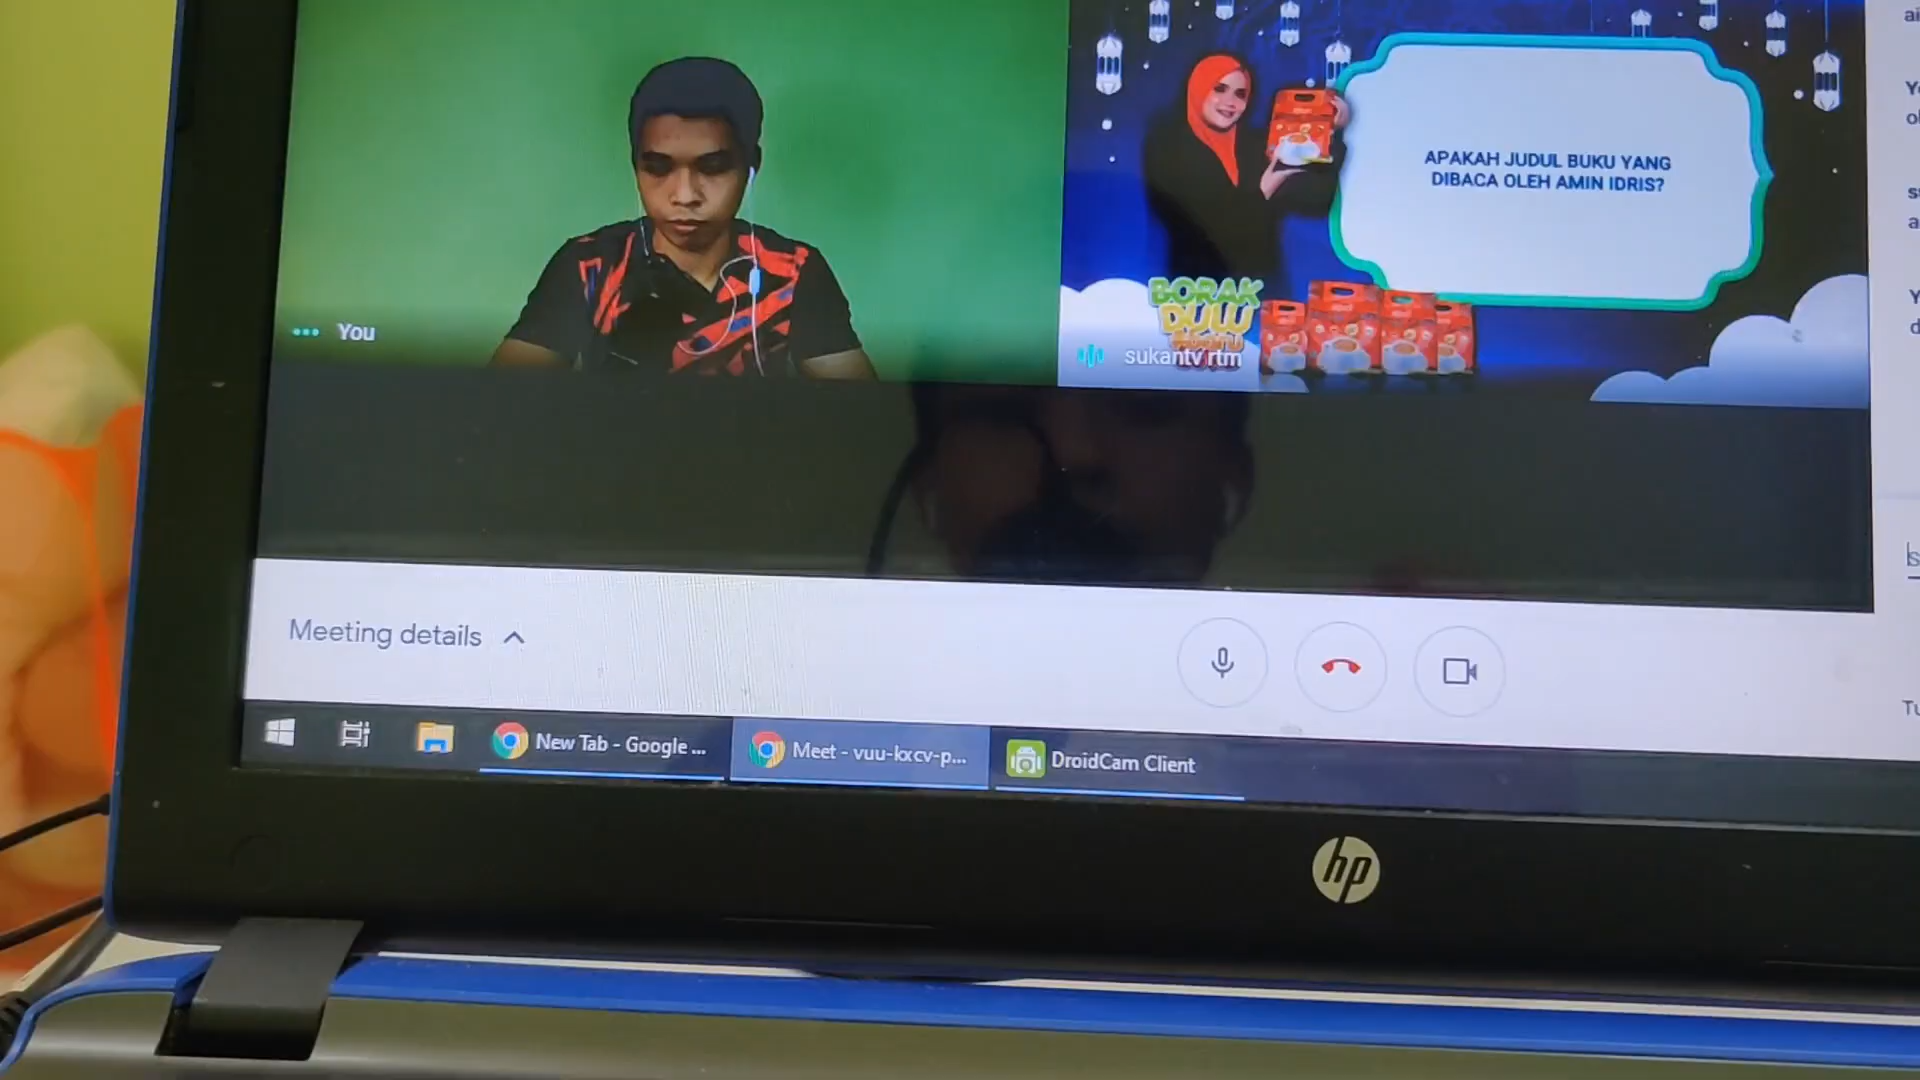 APAKAH JUDUL BUKU YANG
DIBACA OLEH AMIN IDRIS?
BORAK
DULU
You
sukantv rtm
Meeting details
New Tab - Google ...
Meet - vuu-kxcv-p...
DroidCam Client
hp